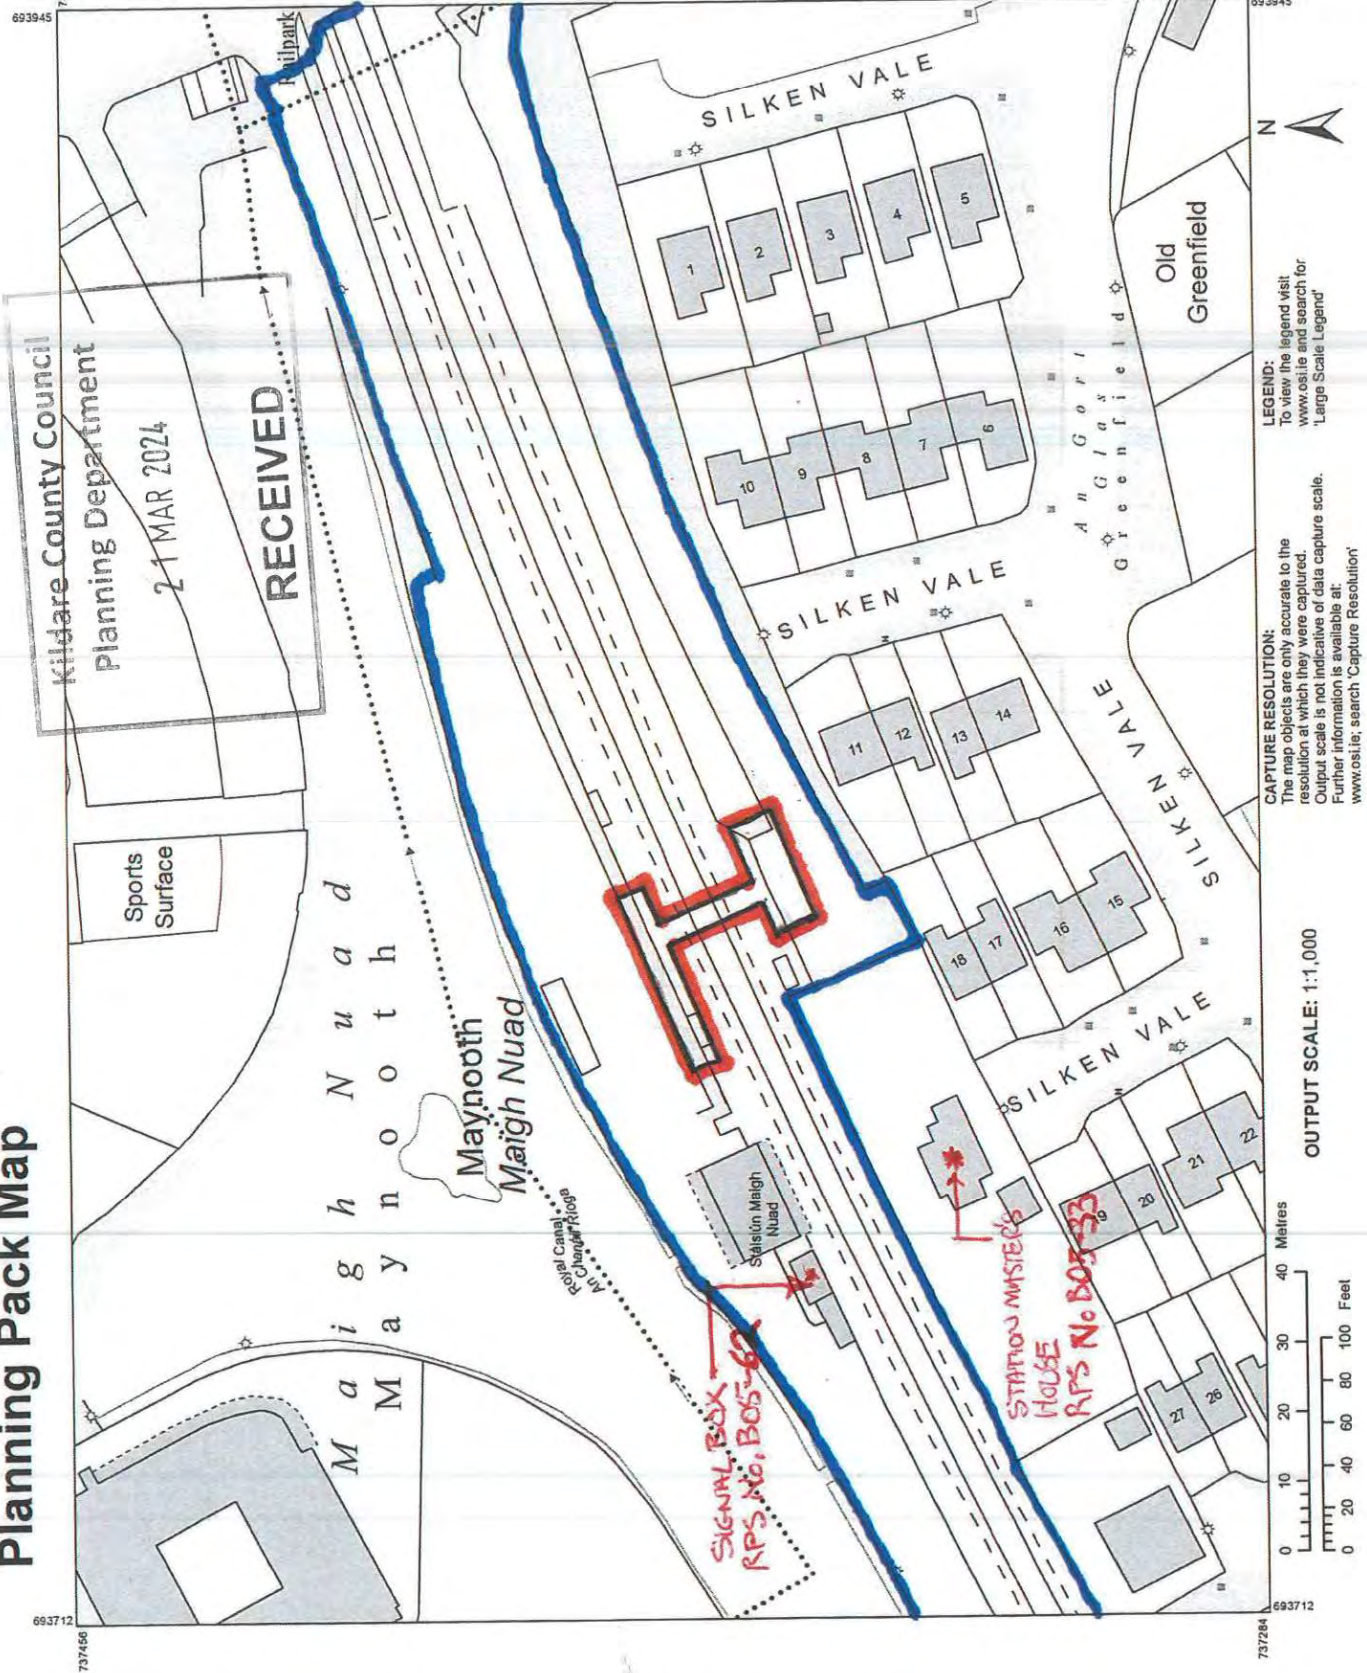 Planning Pack Map
693945
693945
Kildare County Council
Planning Department
21 MAR 2024
RECEIVED
Railpark
Sports
Surface
Maigh Nuad
Maynooth
Maynooth
Maigh Nuad
Royal Canal
An Chanáil Ríoga
Stáisiún Maigh
Nuad
SIGNAL BOX
RPS No. B05-62
STATION MASTER'S
HOUSE
RPS No B05-33
SILKEN VALE
1
2
3
4
5
10
9
8
7
6
SILKEN VALE
An Gort
Glas
Greenfield
Old
Greenfield
11
12
13
14
SILKEN VALE
18
17
16
15
SILKEN VALE
19
20
21
22
27
26
N
737456
693712
737284
693712
0 10 20 30 40 Metres
0 20 40 60 80 100 Feet
OUTPUT SCALE: 1:1,000
CAPTURE RESOLUTION:
The map objects are only accurate to the
resolution at which they were captured.
Output scale is not indicative of data capture scale.
Further information is available at:
www.osi.ie; search 'Capture Resolution'
LEGEND:
To view the legend visit
www.osi.ie and search for
'Large Scale Legend'